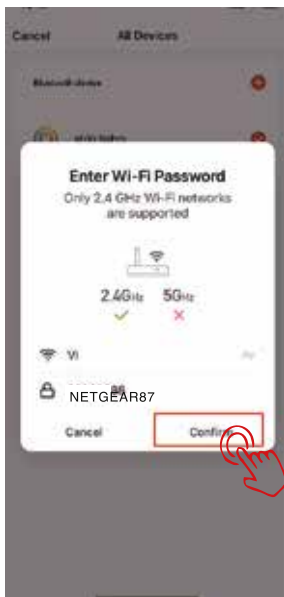 Cancel All Devices
Enter Wi-Fi Password
Only 2.4 GHz Wi-Fi networks
are supported
2.4GHz 5GHz
Vi
NETGEAR87
Cancel Confirm